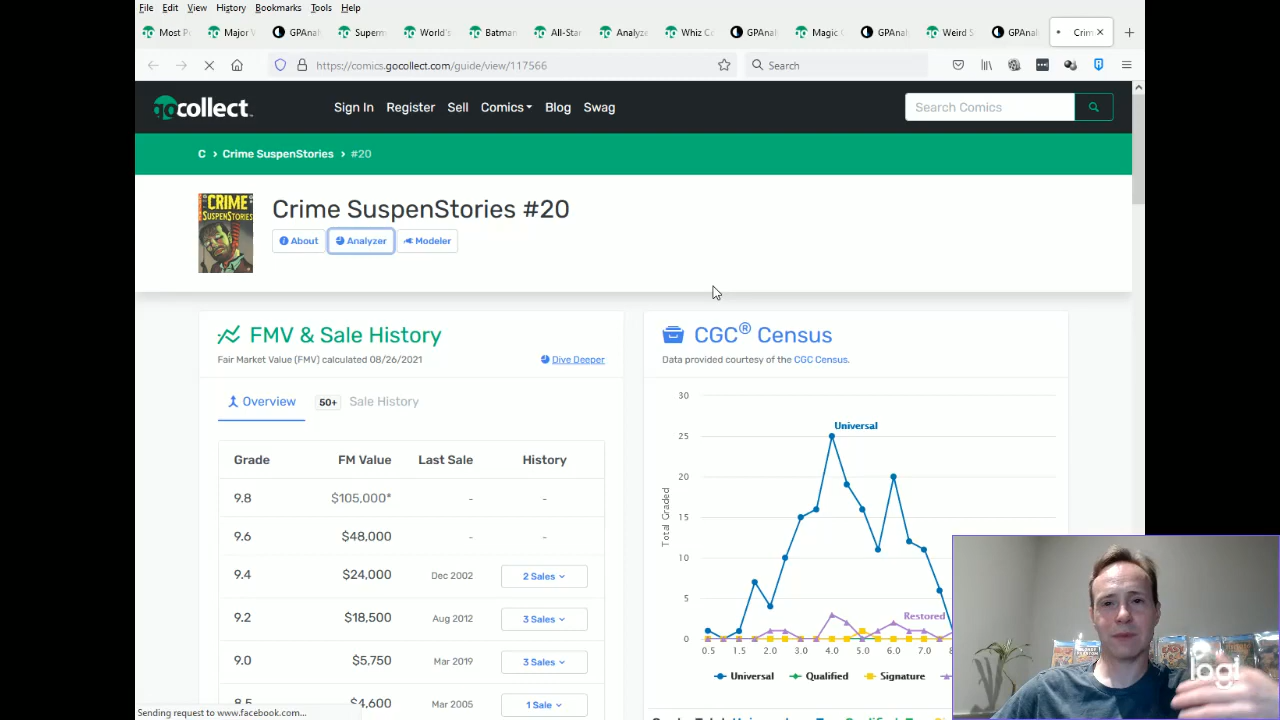 File Edit View History Bookmarks Tools Help
Most P Major GPAnal Superm World's Batman All-Star Analyze Whiz Co GPAnal Magic GPAnal Weird S GPAnal Crim
https://comics.gocollect.com/guide/view/117566 Search
gocollect Sign In Register Sell Comics Blog Swag Search Comics
C › Crime SuspenStories › #20
CRIME
SUSPENSTORIES
Crime SuspenStories #20
About Analyzer Modeler
FMV & Sale History
Fair Market Value (FMV) calculated 08/26/2021 Dive Deeper
Overview 50+ Sale History
Grade FM Value Last Sale History
9.8 $105,000* - -
9.6 $48,000 - -
9.4 $24,000 Dec 2002 2 Sales
9.2 $18,500 Aug 2012 3 Sales
9.0 $5,750 Mar 2019 3 Sales
8.5 $4,600 Mar 2005 1 Sale
CGC® Census
Data provided courtesy of the CGC Census.
30
Universal
25
20
15
10
5
0
Total Graded
Restored
0.5 1.5 2.0 3.0 4.0 5.0 6.0 7.0
Universal Qualified Signature
Sending request to www.facebook.com...
logi